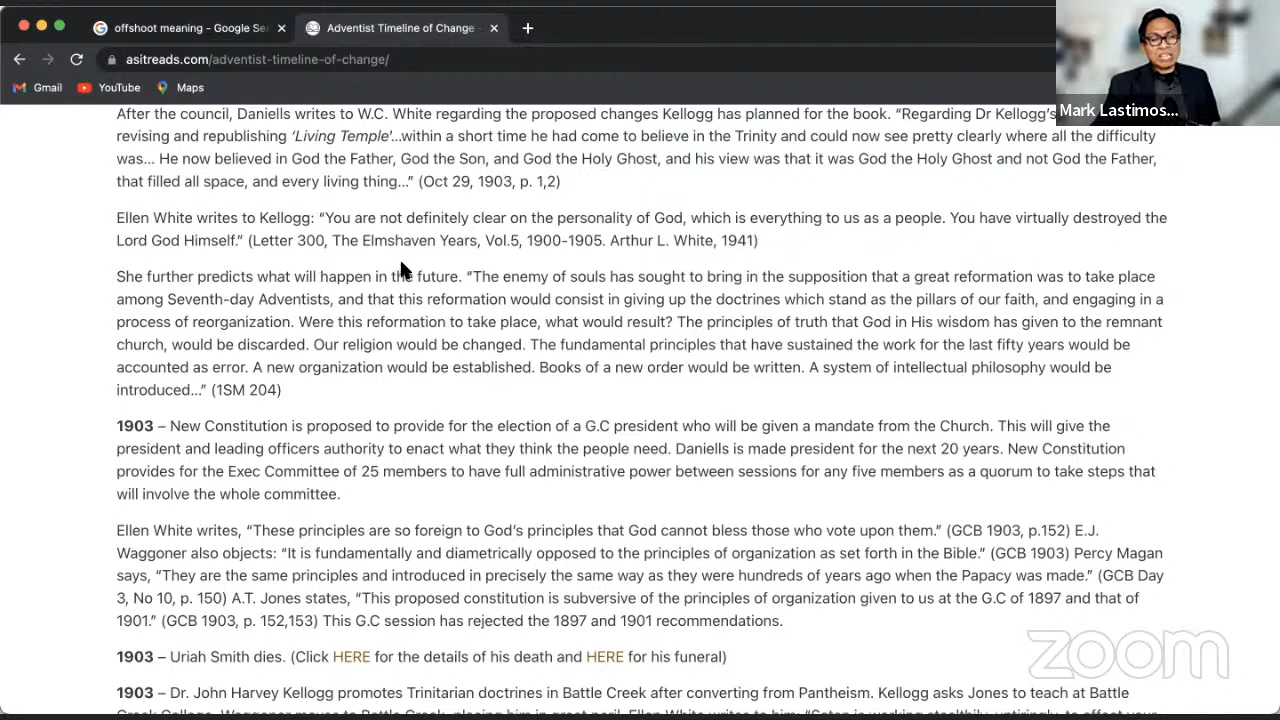 offshoot meaning - Google Sea
Adventist Timeline of Change -
asitreads.com/adventist-timeline-of-change/
Gmail YouTube Maps
Mark Lastimos...
After the council, Daniells writes to W.C. White regarding the proposed changes Kellogg has planned for the book. “Regarding Dr Kellogg’s
revising and republishing ‘Living Temple’...within a short time he had come to believe in the Trinity and could now see pretty clearly where all the difficulty
was... He now believed in God the Father, God the Son, and God the Holy Ghost, and his view was that it was God the Holy Ghost and not God the Father,
that filled all space, and every living thing...” (Oct 29, 1903, p. 1,2)
Ellen White writes to Kellogg: “You are not definitely clear on the personality of God, which is everything to us as a people. You have virtually destroyed the
Lord God Himself.” (Letter 300, The Elmshaven Years, Vol.5, 1900-1905. Arthur L. White, 1941)
She further predicts what will happen in the future. “The enemy of souls has sought to bring in the supposition that a great reformation was to take place
among Seventh-day Adventists, and that this reformation would consist in giving up the doctrines which stand as the pillars of our faith, and engaging in a
process of reorganization. Were this reformation to take place, what would result? The principles of truth that God in His wisdom has given to the remnant
church, would be discarded. Our religion would be changed. The fundamental principles that have sustained the work for the last fifty years would be
accounted as error. A new organization would be established. Books of a new order would be written. A system of intellectual philosophy would be
introduced...” (1SM 204)
1903 – New Constitution is proposed to provide for the election of a G.C president who will be given a mandate from the Church. This will give the
president and leading officers authority to enact what they think the people need. Daniells is made president for the next 20 years. New Constitution
provides for the Exec Committee of 25 members to have full administrative power between sessions for any five members as a quorum to take steps that
will involve the whole committee.
Ellen White writes, “These principles are so foreign to God’s principles that God cannot bless those who vote upon them.” (GCB 1903, p.152) E.J.
Waggoner also objects: “It is fundamentally and diametrically opposed to the principles of organization as set forth in the Bible.” (GCB 1903) Percy Magan
says, “They are the same principles and introduced in precisely the same way as they were hundreds of years ago when the Papacy was made.” (GCB Day
3, No 10, p. 150) A.T. Jones states, “This proposed constitution is subversive of the principles of organization given to us at the G.C of 1897 and that of
1901.” (GCB 1903, p. 152,153) This G.C session has rejected the 1897 and 1901 recommendations.
1903 – Uriah Smith dies. (Click HERE for the details of his death and HERE for his funeral)
zoom
1903 – Dr. John Harvey Kellogg promotes Trinitarian doctrines in Battle Creek after converting from Pantheism. Kellogg asks Jones to teach at Battle